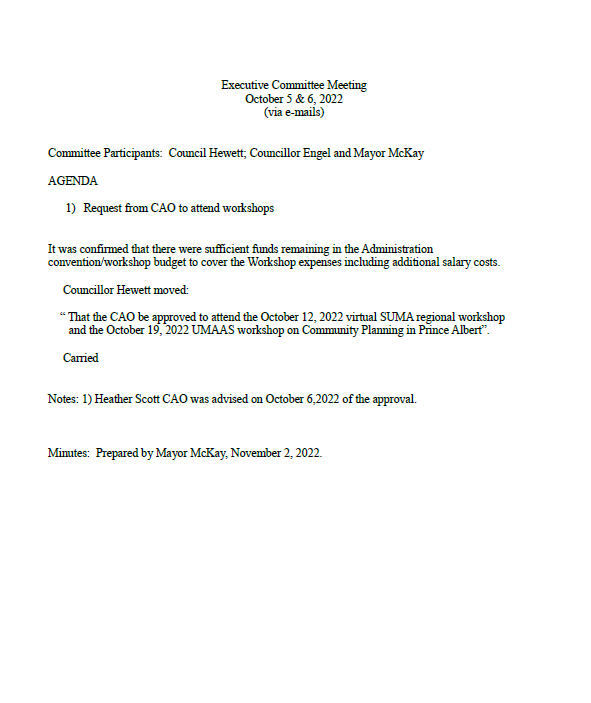 Executive Committee Meeting
October 5 & 6, 2022
(via e-mails)
Committee Participants:  Council Hewett; Councillor Engel and Mayor McKay
AGENDA
1)  Request from CAO to attend workshops
It was confirmed that there were sufficient funds remaining in the Administration
convention/workshop budget to cover the Workshop expenses including additional salary costs.
Councillor Hewett moved:
“ That the CAO be approved to attend the October 12, 2022 virtual SUMA regional workshop
and the October 19, 2022 UMAAS workshop on Community Planning in Prince Albert”.
Carried
Notes: 1) Heather Scott CAO was advised on October 6,2022 of the approval.
Minutes:  Prepared by Mayor McKay, November 2, 2022.